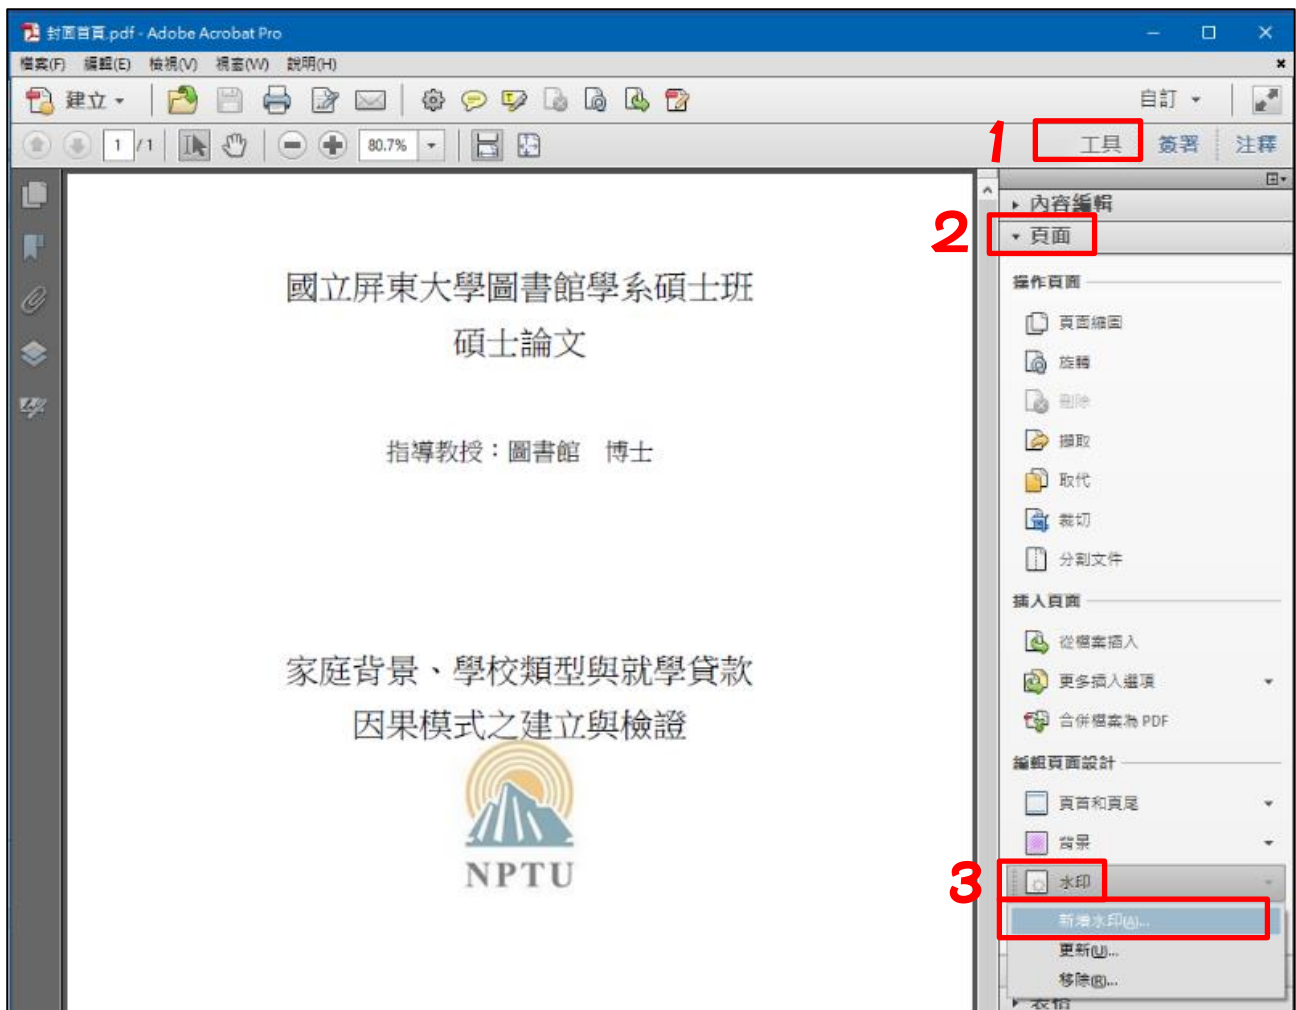 封面首頁.pdf - Adobe Acrobat Pro
檔案(F) 編輯(E) 檢視(V) 視窗(W) 說明(H)
建立 自訂
1 / 1 80.7% 1 工具 簽署 注釋
內容編輯
2 頁面
操作頁面
頁面縮圖
旋轉
刪除
擷取
取代
裁切
分割文件
插入頁面
從檔案插入
更多插入選項
合併檔案為 PDF
編輯頁面設計
頁首和頁尾
背景
3 水印
新增水印(A)...
更新(U)...
移除(R)...
表格
國立屏東大學圖書館學系碩士班
碩士論文
指導教授：圖書館 博士
家庭背景、學校類型與就學貸款
因果模式之建立與檢證
NPTU